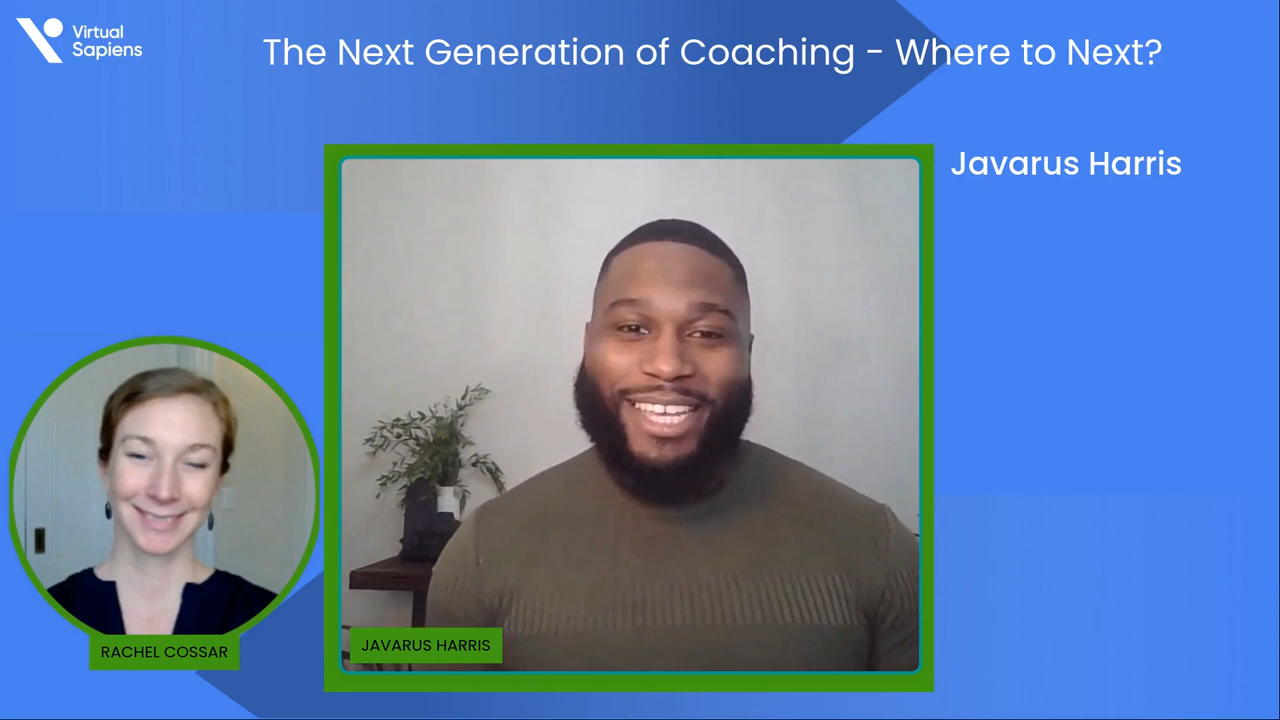 Virtual
Sapiens
The Next Generation of Coaching - Where to Next?
Javarus Harris
RACHEL COSSAR
JAVARUS HARRIS